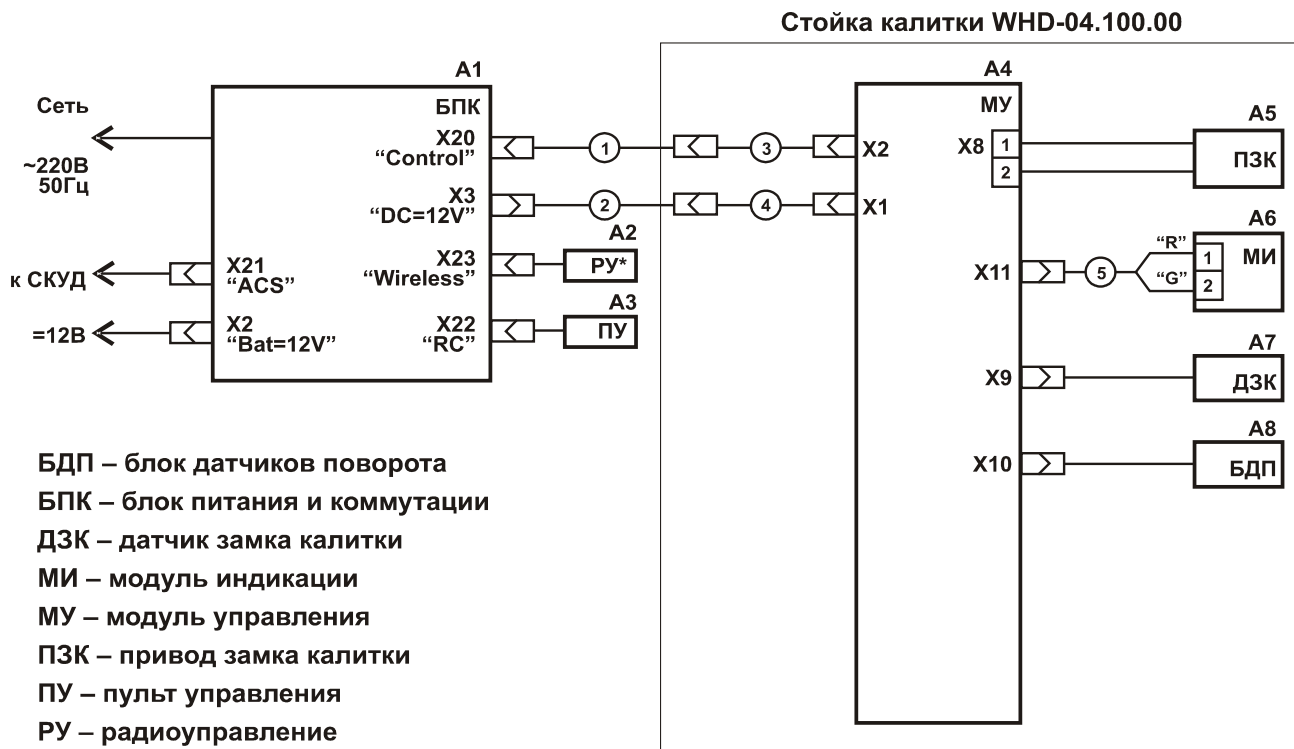 Стойка калитки WHD-04.100.00
A1
БПК
Сеть
~220В
50Гц
X20
“Control”
X3
“DC=12V”
X23
“Wireless”
X22
“RC”
X21
“ACS”
X2
“Bat=12V”
к СКУД
=12В
1
2
3
4
A2
РУ*
A3
ПУ
A4
МУ
X2
X1
X8
1
2
X11
X9
X10
5
“R”
“G”
A5
ПЗК
A6
1
2
МИ
A7
ДЗК
A8
БДП
БДП – блок датчиков поворота
БПК – блок питания и коммутации
ДЗК – датчик замка калитки
МИ – модуль индикации
МУ – модуль управления
ПЗК – привод замка калитки
ПУ – пульт управления
РУ – радиоуправление